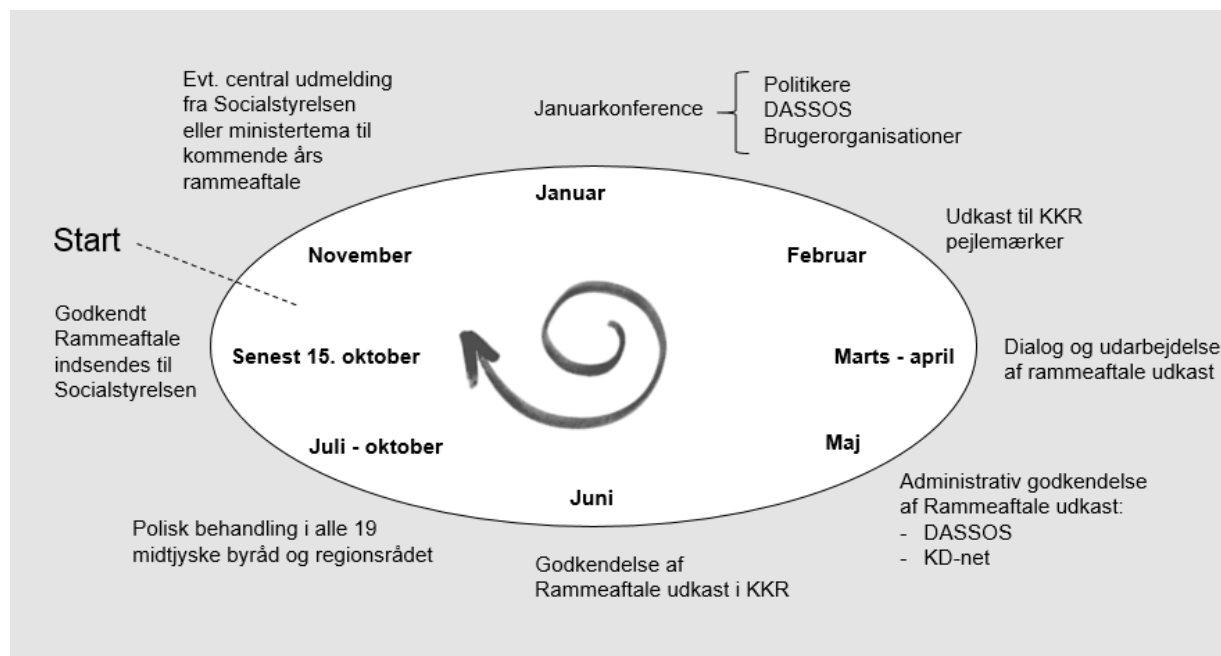 Evt. central udmelding
fra Socialstyrelsen
eller ministertema til
kommende års
rammeaftale
Januarkonference
Politikere
DASSOS
Brugerorganisationer
Januar
Udkast til KKR
pejlemærker
Start
November
Februar
Godkendt
Rammeaftale
indsendes til
Socialstyrelsen
Senest 15. oktober
Marts - april
Dialog og udarbejdelse
af rammeaftale udkast
Juli - oktober
Maj
Juni
Administrativ godkendelse
af Rammeaftale udkast:
- DASSOS
- KD-net
Polisk behandling i alle 19
midtjyske byråd og regionsrådet
Godkendelse af
Rammeaftale udkast i KKR